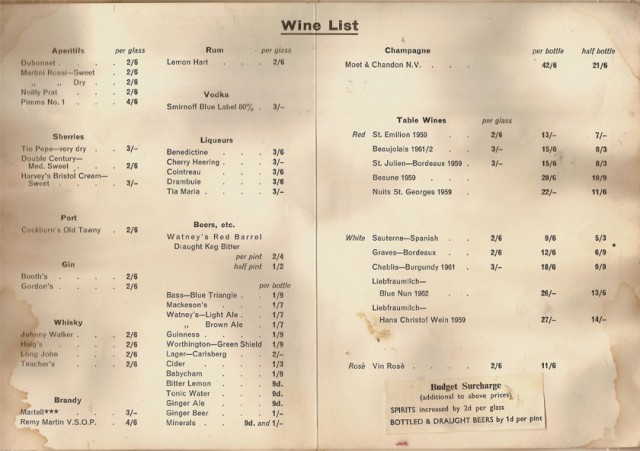 Wine List
Aperitifs per glass
Dubonnet . . . . 2/6
Martini Rossi—Sweet . 2/6
„ „ Dry . . 2/6
Noilly Prat . . . 2/6
Pimms No. 1 . . . 4/6
Sherries
Tio Pepe—very dry . . 3/-
Double Century—
Med. Sweet . . . 2/6
Harvey's Bristol Cream—
Sweet . . . . 3/-
Port
Cockburn's Old Tawny . 2/6
Gin
Booth's . . . . 2/6
Gordon's . . . . 2/6
Whisky
Johnny Walker . . . 2/6
Haig's . . . . 2/6
Long John . . . 2/6
Teacher's . . . 2/6
Brandy
Martell*** . . . 3/-
Remy Martin V.S.O.P. . 4/6
Rum per glass
Lemon Hart . . . 2/6
Vodka
Smirnoff Blue Label 80% . 3/-
Liqueurs
Benedictine . . . 3/6
Cherry Heering . . . 3/-
Cointreau . . . 3/6
Drambuie . . . 3/6
Tia Maria . . . . 3/-
Beers, etc.
Watney's Red Barrel
Draught Keg Bitter
per pint 2/4
half pint 1/2
per bottle
Bass—Blue Triangle . . 1/9
Mackeson's . . . 1/7
Watney's—Light Ale . . 1/7
„ Brown Ale . 1/7
Guinness . . . . 1/9
Worthington—Green Shield 1/9
Lager—Carlsberg . . 2/-
Cider . . . . 1/3
Babycham . . . 1/9
Bitter Lemon . . . 9d.
Tonic Water . . . 9d.
Ginger Ale . . . 9d.
Ginger Beer . . . 1/-
Minerals . . 9d. and 1/-
Champagne per bottle half bottle
Moet & Chandon N.V. . . . 42/6 21/6
Table Wines per glass
Red St. Emilion 1950 . . 2/6 13/- 7/-
Beaujolais 1961/2 . . 3/- 15/6 8/3
St. Julien—Bordeaux 1959 . 3/- 15/6 8/3
Beaune 1959 . . . 20/6 10/9
Nuits St. Georges 1959 . . 22/- 11/6
White Sauterne—Spanish . . 2/6 9/6 5/3
Graves—Bordeaux . . 2/6 12/6 6/9
Chablis—Burgundy 1961 . 3/- 18/6 9/9
Liebfraumilch—
Blue Nun 1962 . . . 26/- 13/6
Liebfraumilch—
Hans Christof Wein 1959 27/- 14/-
Rosè Vin Rosè . . . 2/6 11/6
Budget Surcharge
(additional to above prices)
SPIRITS increased by 2d per glass
BOTTLED & DRAUGHT BEERS by 1d per pint